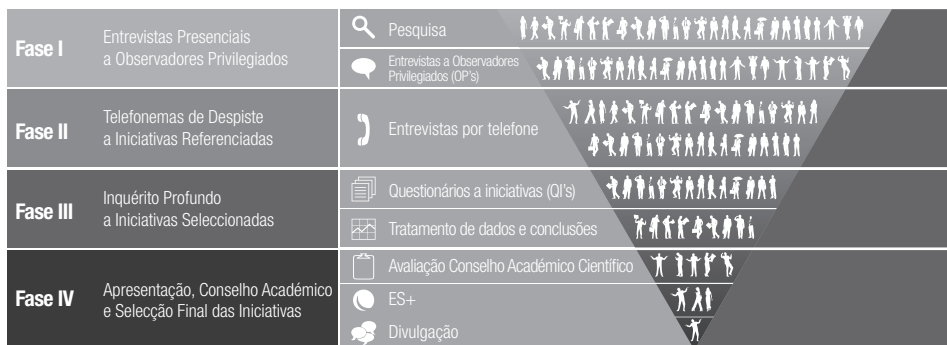 Fase I
Entrevistas Presenciais
a Observadores Privilegiados
Pesquisa
Entrevistas a Observadores
Privilegiados (OP's)
Fase II
Telefonemas de Despiste
a Iniciativas Referenciadas
Entrevistas por telefone
Fase III
Inquérito Profundo
a Iniciativas Seleccionadas
Questionários a iniciativas (QI's)
Tratamento de dados e conclusões
Fase IV
Apresentação, Conselho Académico
e Selecção Final das Iniciativas
Avaliação Conselho Académico Científico
ES+
Divulgação